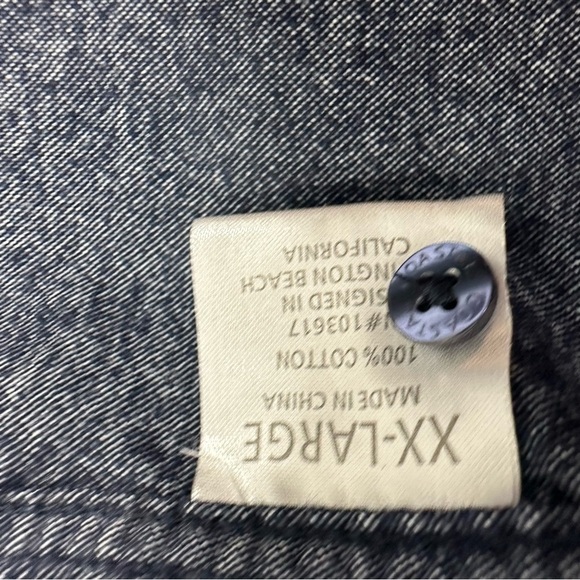 XX-LARGE
MADE IN CHINA
100% COTTON
#103617
SIGNED IN
INGTON BEACH
CALIFORNIA